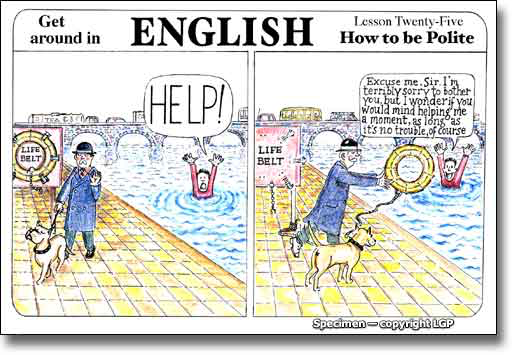 Get
around in
ENGLISH
Lesson Twenty-Five
How to be Polite
HELP!
LIFE
BELT
Excuse me, Sir. I'm
terribly sorry to bother
you, but I wonder if you
would mind helping me
a moment, as long as
it's no trouble, of course
LIFE
BELT
Specimen — copyright LGP